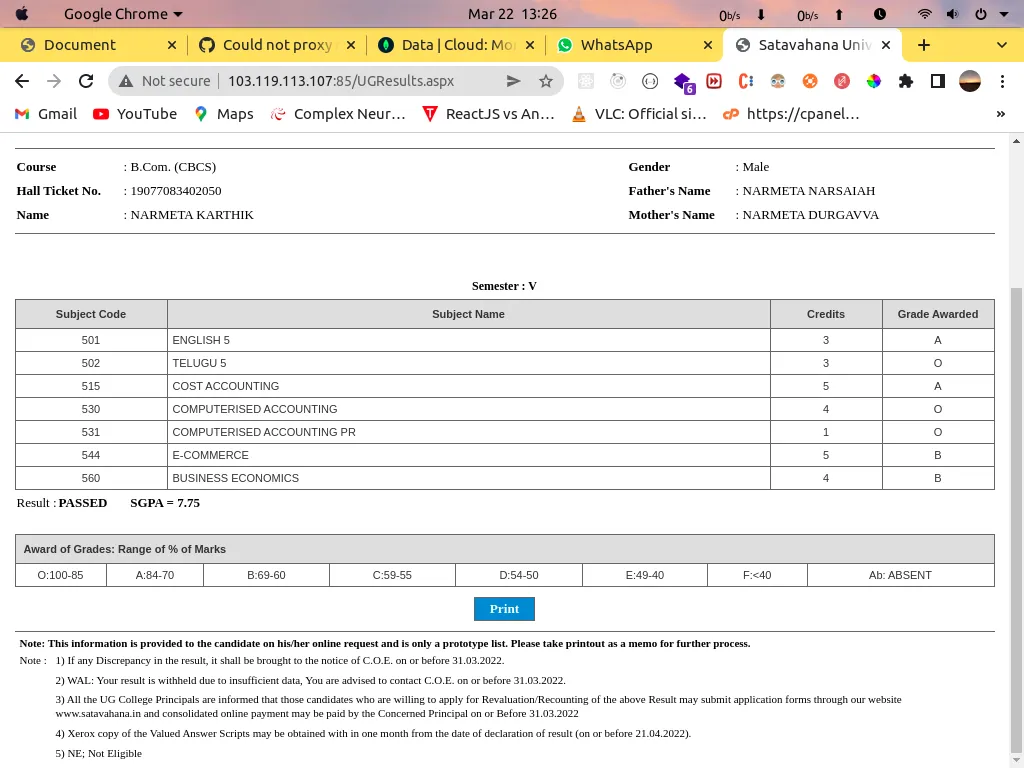 Google Chrome
Mar 22 13:26
0b/s
0b/s
Document
Could not proxy
Data | Cloud: Mo
WhatsApp
Satavahana Univ
Not secure | 103.119.113.107:85/UGResults.aspx
6
Gmail
YouTube
Maps
Complex Neur...
ReactJS vs An...
VLC: Official si...
https://cpanel...
Course : B.Com. (CBCS) Gender : Male
Hall Ticket No. : 19077083402050 Father's Name : NARMETA NARSAIAH
Name : NARMETA KARTHIK Mother's Name : NARMETA DURGAVVA
Semester : V
Subject Code Subject Name Credits Grade Awarded
501 ENGLISH 5 3 A
502 TELUGU 5 3 O
515 COST ACCOUNTING 5 A
530 COMPUTERISED ACCOUNTING 4 O
531 COMPUTERISED ACCOUNTING PR 1 O
544 E-COMMERCE 5 B
560 BUSINESS ECONOMICS 4 B
Result : PASSED SGPA = 7.75
Award of Grades: Range of % of Marks
O:100-85 A:84-70 B:69-60 C:59-55 D:54-50 E:49-40 F:<40 Ab: ABSENT
Print
Note: This information is provided to the candidate on his/her online request and is only a prototype list. Please take printout as a memo for further process.
Note : 1) If any Discrepancy in the result, it shall be brought to the notice of C.O.E. on or before 31.03.2022.
2) WAL: Your result is withheld due to insufficient data, You are advised to contact C.O.E. on or before 31.03.2022.
3) All the UG College Principals are informed that those candidates who are willing to apply for Revaluation/Recounting of the above Result may submit application forms through our website
www.satavahana.in and consolidated online payment may be paid by the Concerned Principal on or Before 31.03.2022
4) Xerox copy of the Valued Answer Scripts may be obtained with in one month from the date of declaration of result (on or before 21.04.2022).
5) NE; Not Eligible